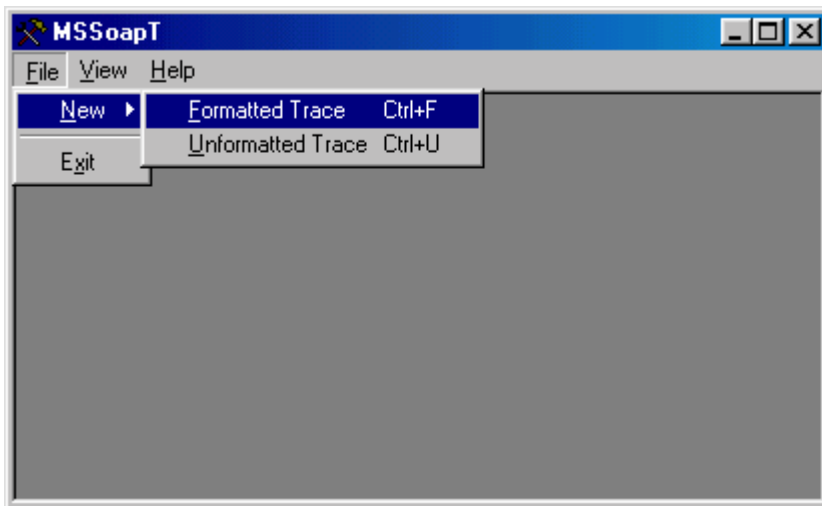 MSSoapT
File View Help
New Formatted Trace Ctrl+F
Unformatted Trace Ctrl+U
Exit